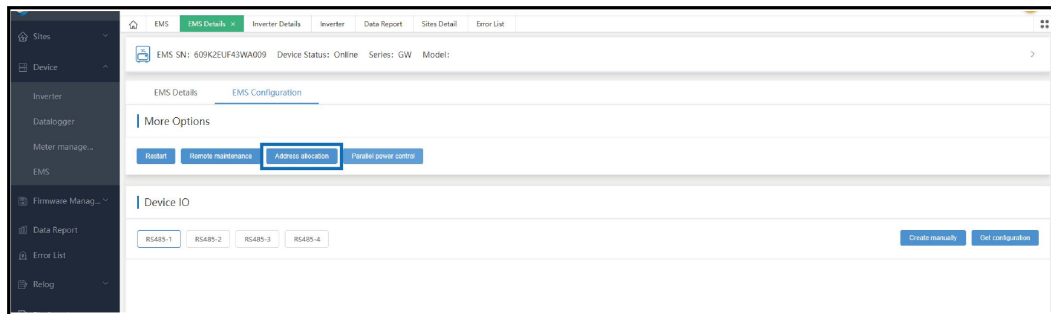 EMS EMS Details × Inverter Details Inverter Data Report Sites Detail Error List
Sites
EMS SN: 609K2EUF43WA009 Device Status: Online Series: GW Model:
Device
EMS Details EMS Configuration
Inverter
More Options
Datalogger
Meter manage...
Restart Remote maintenance Address allocation Parallel power control
EMS
Firmware Manag...
Device IO
Data Report
RS485-1 RS485-2 RS485-3 RS485-4 Create manually Get configuration
Error List
Relog